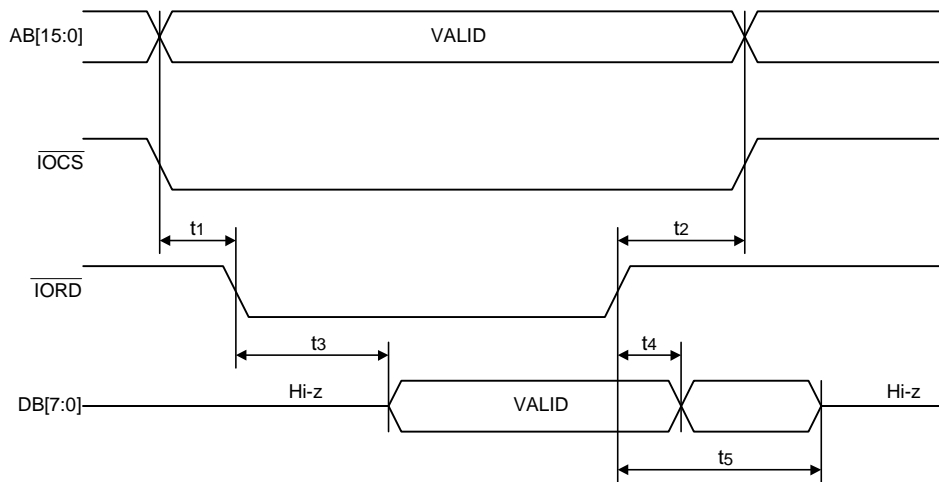 AB[15:0]
VALID
IOCS
t1
t2
IORD
t3
t4
DB[7:0]
Hi-z
VALID
Hi-z
t5